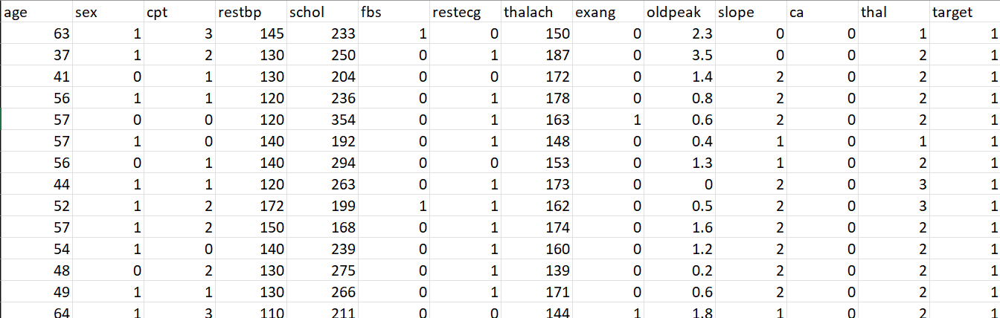 age sex cpt restbp schol fbs restecg thalach exang oldpeak slope ca thal target
63 1 3 145 233 1 0 150 0 2.3 0 0 1 1
37 1 2 130 250 0 1 187 0 3.5 0 0 2 1
41 0 1 130 204 0 0 172 0 1.4 2 0 2 1
56 1 1 120 236 0 1 178 0 0.8 2 0 2 1
57 0 0 120 354 0 1 163 1 0.6 2 0 2 1
57 1 0 140 192 0 1 148 0 0.4 1 0 1 1
56 0 1 140 294 0 0 153 0 1.3 1 0 2 1
44 1 1 120 263 0 1 173 0 0 2 0 3 1
52 1 2 172 199 1 1 162 0 0.5 2 0 3 1
57 1 2 150 168 0 1 174 0 1.6 2 0 2 1
54 1 0 140 239 0 1 160 0 1.2 2 0 2 1
48 0 2 130 275 0 1 139 0 0.2 2 0 2 1
49 1 1 130 266 0 1 171 0 0.6 2 0 2 1
64 1 3 110 211 0 0 144 1 1.8 1 0 2 1